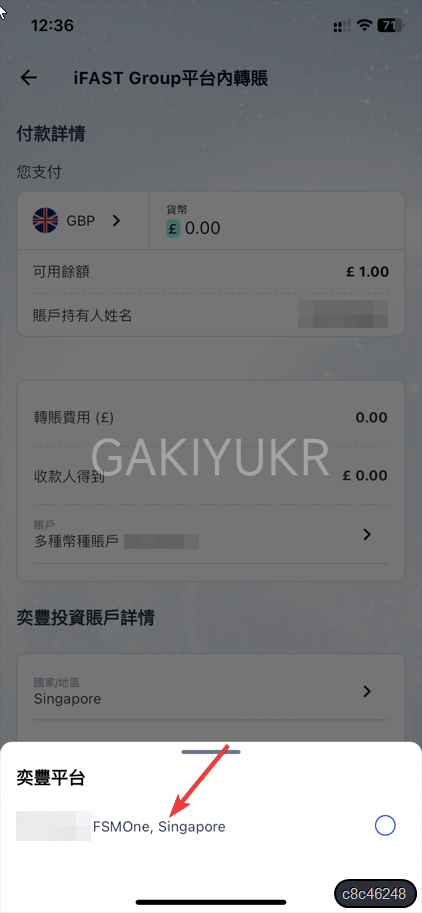 12:36
71
iFAST Group平台內轉賬
付款詳情
您支付
GBP
貨幣
£ 0.00
可用餘額
£ 1.00
賬戶持有人姓名
轉賬費用 (£)
0.00
GAKIYUKR
收款人得到
£ 0.00
賬戶
多種幣種賬戶
奕豐投資賬戶詳情
國家/地區
Singapore
奕豐平台
FSMOne, Singapore
c8c46248